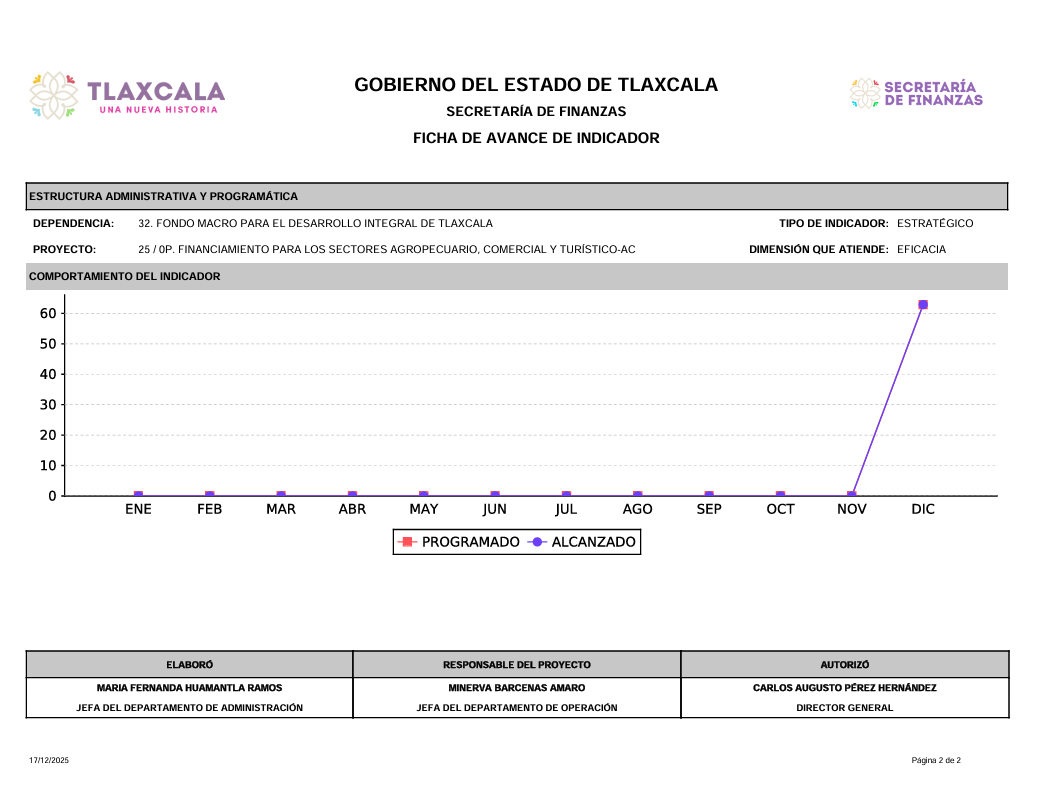 TLAXCALA
UNA NUEVA HISTORIA
GOBIERNO DEL ESTADO DE TLAXCALA
SECRETARÍA DE FINANZAS
FICHA DE AVANCE DE INDICADOR
SECRETARÍA
DE FINANZAS
ESTRUCTURA ADMINISTRATIVA Y PROGRAMÁTICA
DEPENDENCIA: 32. FONDO MACRO PARA EL DESARROLLO INTEGRAL DE TLAXCALA TIPO DE INDICADOR: ESTRATÉGICO
PROYECTO: 25 / 0P. FINANCIAMIENTO PARA LOS SECTORES AGROPECUARIO, COMERCIAL Y TURÍSTICO-AC DIMENSIÓN QUE ATIENDE: EFICACIA
COMPORTAMIENTO DEL INDICADOR
60
50
40
30
20
10
0
ENE FEB MAR ABR MAY JUN JUL AGO SEP OCT NOV DIC
PROGRAMADO ALCANZADO
ELABORÓ RESPONSABLE DEL PROYECTO AUTORIZÓ
MARIA FERNANDA HUAMANTLA RAMOS MINERVA BARCENAS AMARO CARLOS AUGUSTO PÉREZ HERNÁNDEZ
JEFA DEL DEPARTAMENTO DE ADMINISTRACIÓN JEFA DEL DEPARTAMENTO DE OPERACIÓN DIRECTOR GENERAL
17/12/2025 Página 2 de 2